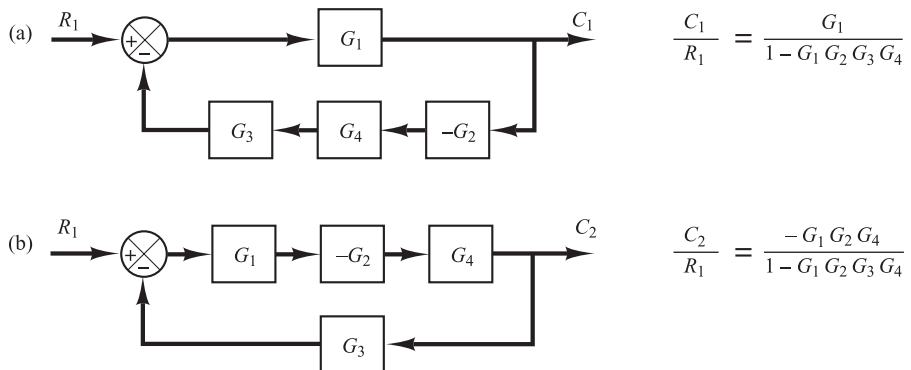 (a) R₁ + − G₁ C₁
G₃ G₄ −G₂
C₁/R₁ = G₁/(1 − G₁ G₂ G₃ G₄)
(b) R₁ + − G₁ −G₂ G₄ C₂
G₃
C₂/R₁ = − G₁ G₂ G₄/(1 − G₁ G₂ G₃ G₄)